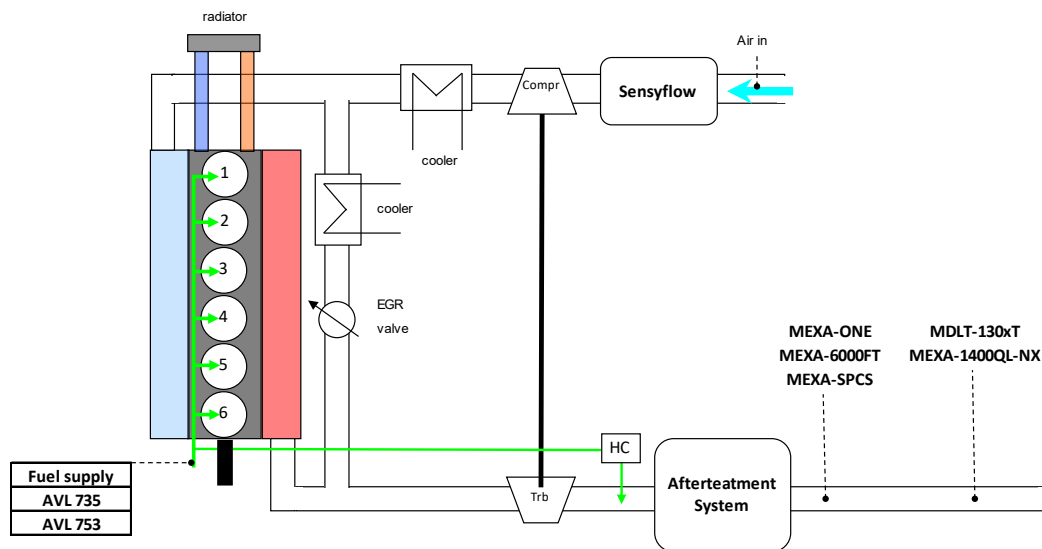 radiator
Air in
Compr
Sensyflow
cooler
cooler
1
2
3
4
5
6
EGR
valve
MEXA-ONE
MEXA-6000FT
MEXA-SPCS
MDLT-130xT
MEXA-1400QL-NX
HC
Fuel supply
AVL 735
AVL 753
Trb
Afterteatment
System